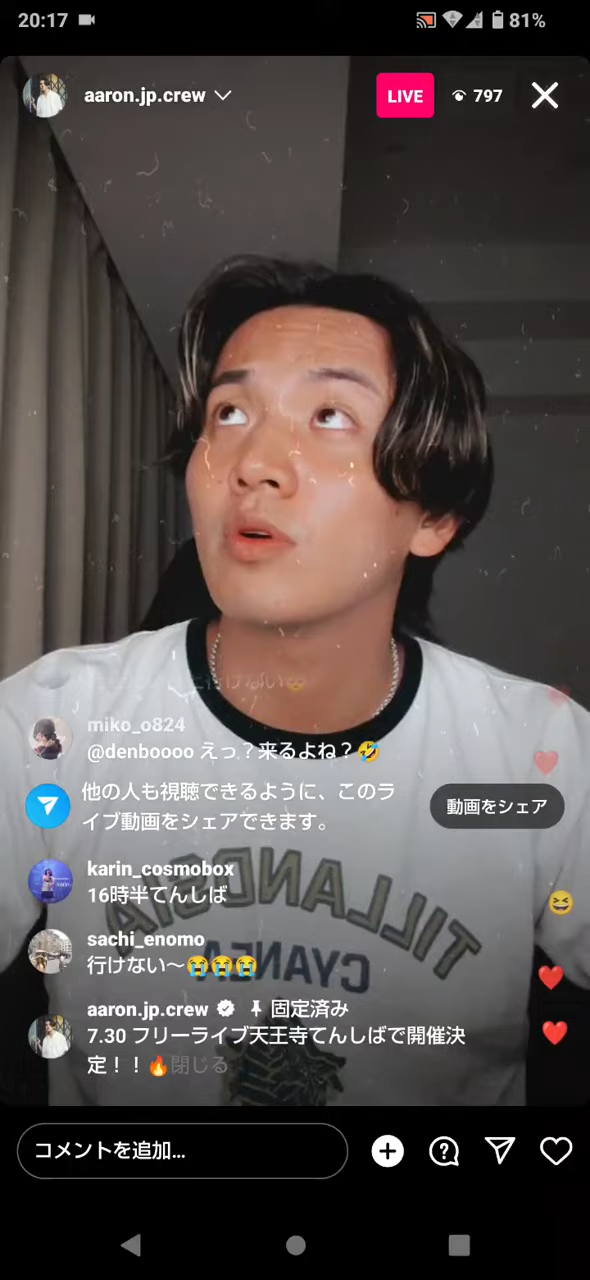 20:17
81%
aaron.jp.crew
LIVE
797
miko_o824
@denboooo えっ？来るよね？🤣
他の人も視聴できるように、このラ
イブ動画をシェアできます。
動画をシェア
karin_cosmobox
16時半てんしば
TILLANDSIA
CYANEA
sachi_enomo
行けない〜😭😭😭
aaron.jp.crew 固定済み
7.30 フリーライブ天王寺てんしばで開催決
定！！🔥閉じる
コメントを追加...